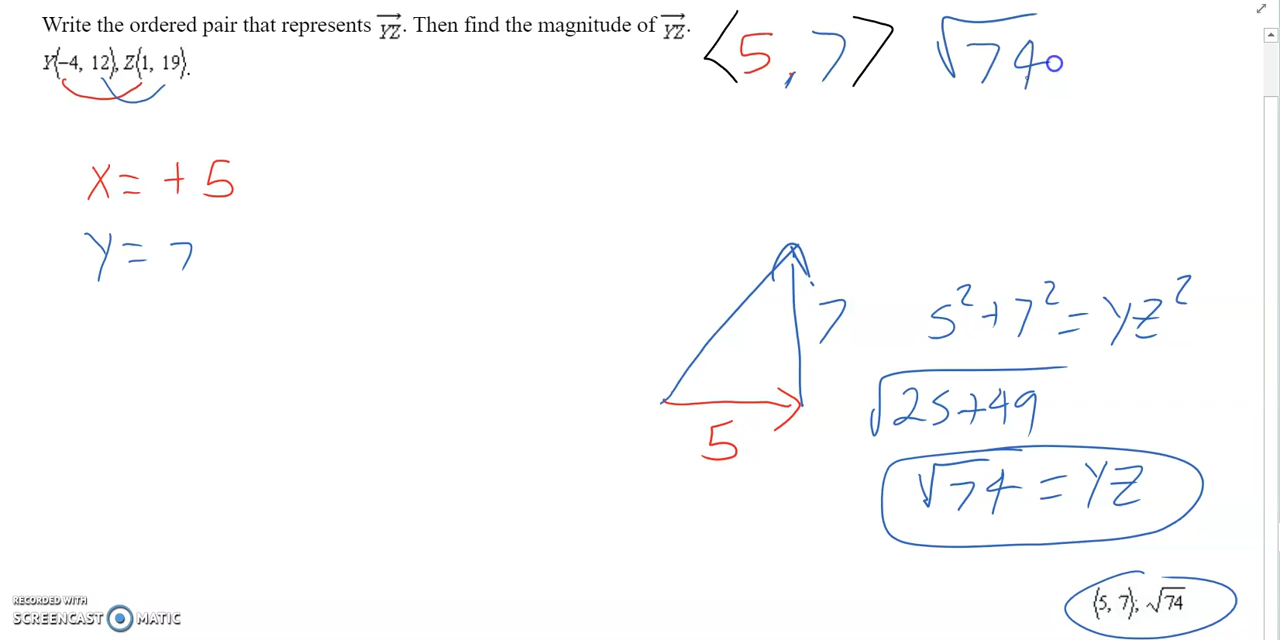 Write the ordered pair that represents YZ. Then find the magnitude of YZ.
Y(-4, 12), Z(1, 19).
⟨5, 7⟩ √74
X = + 5
Y = 7
7
5
5² + 7² = YZ²
√25+49
√74 = YZ
⟨5, 7⟩; √74
RECORDED WITH
SCREENCAST MATIC